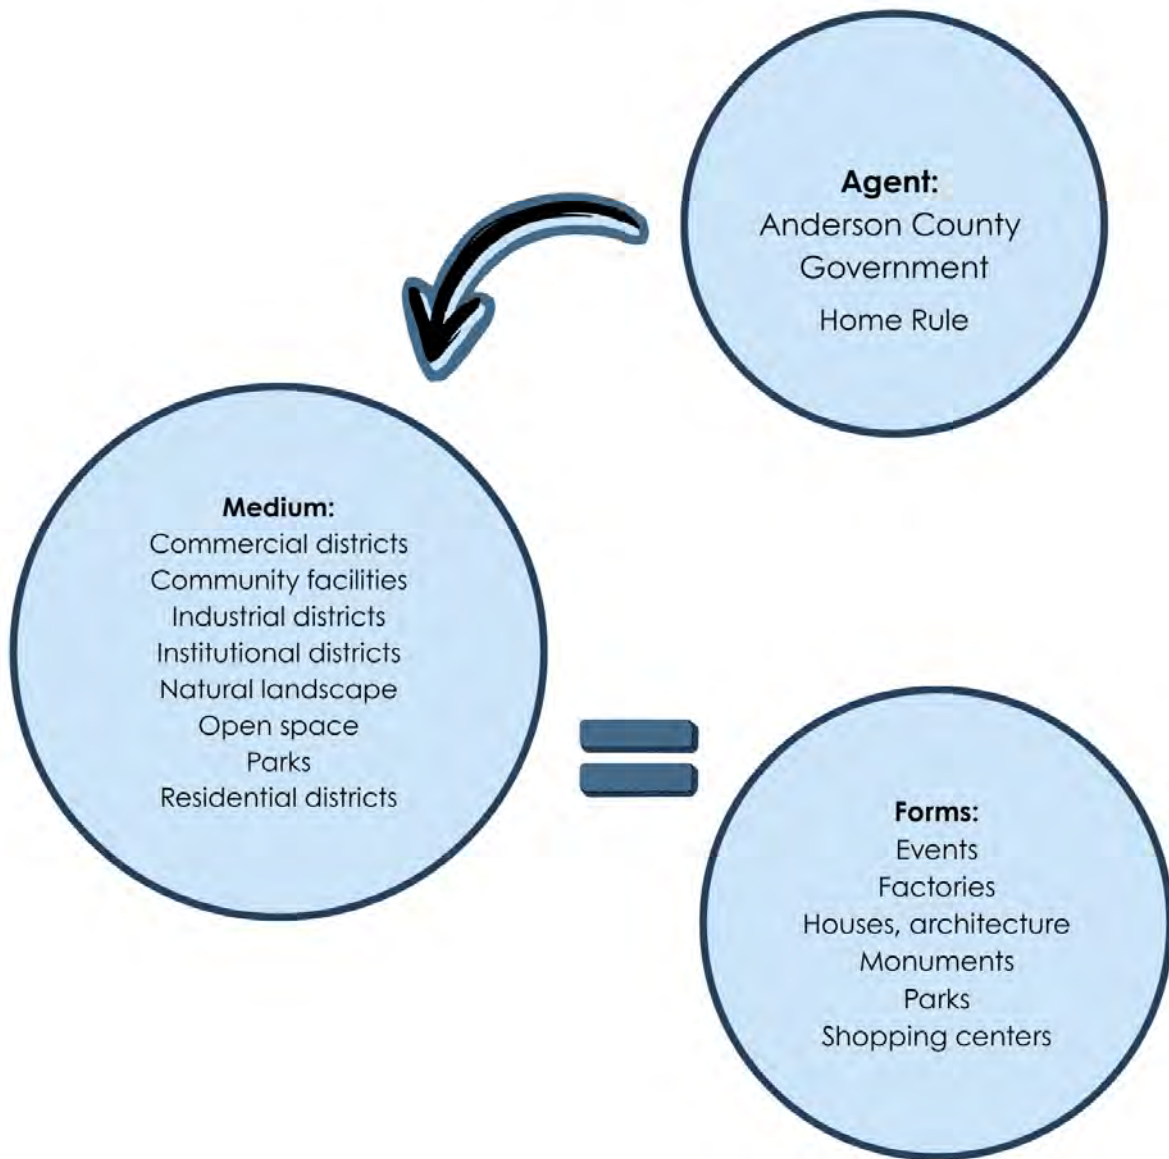 Agent:
Anderson County
Government
Home Rule
Medium:
Commercial districts
Community facilities
Industrial districts
Institutional districts
Natural landscape
Open space
Parks
Residential districts
Forms:
Events
Factories
Houses, architecture
Monuments
Parks
Shopping centers